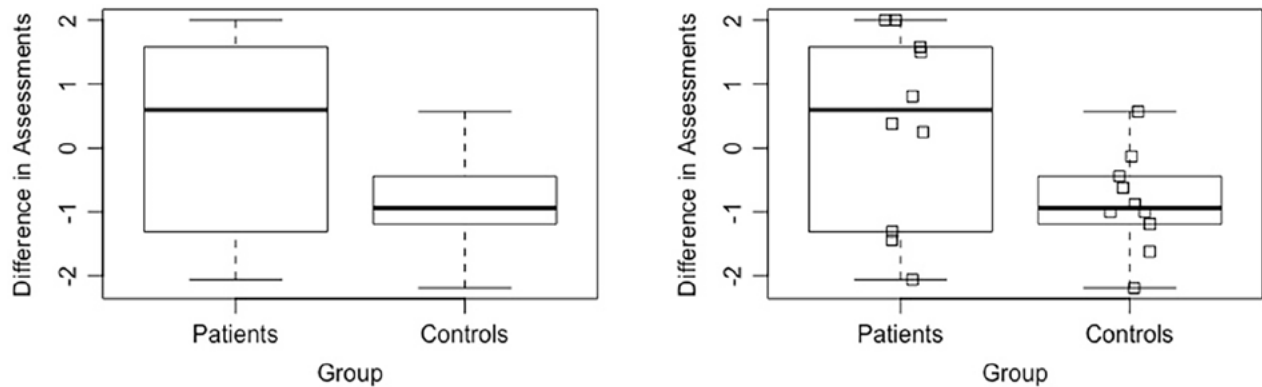 Difference in Assessments
2
1
0
-1
-2
Patients
Controls
Group
Difference in Assessments
2
1
0
-1
-2
Patients
Controls
Group